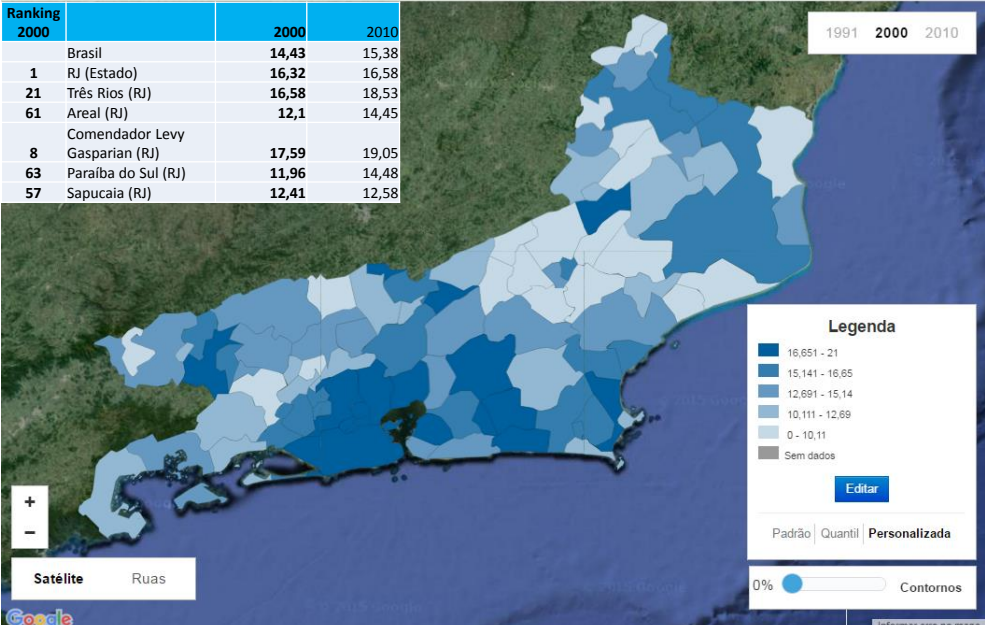 Ranking
2000 2000 2010
Brasil 14,43 15,38
1 RJ (Estado) 16,32 16,58
21 Três Rios (RJ) 16,58 18,53
61 Areal (RJ) 12,1 14,45
Comendador Levy
8 Gasparian (RJ) 17,59 19,05
63 Paraíba do Sul (RJ) 11,96 14,48
57 Sapucaia (RJ) 12,41 12,58
1991 2000 2010
Legenda
16,651 - 21
15,141 - 16,65
12,691 - 15,14
10,111 - 12,69
0 - 10,11
Sem dados
Editar
Padrão Quantil Personalizada
0% Contornos
+
−
Satélite Ruas
Google